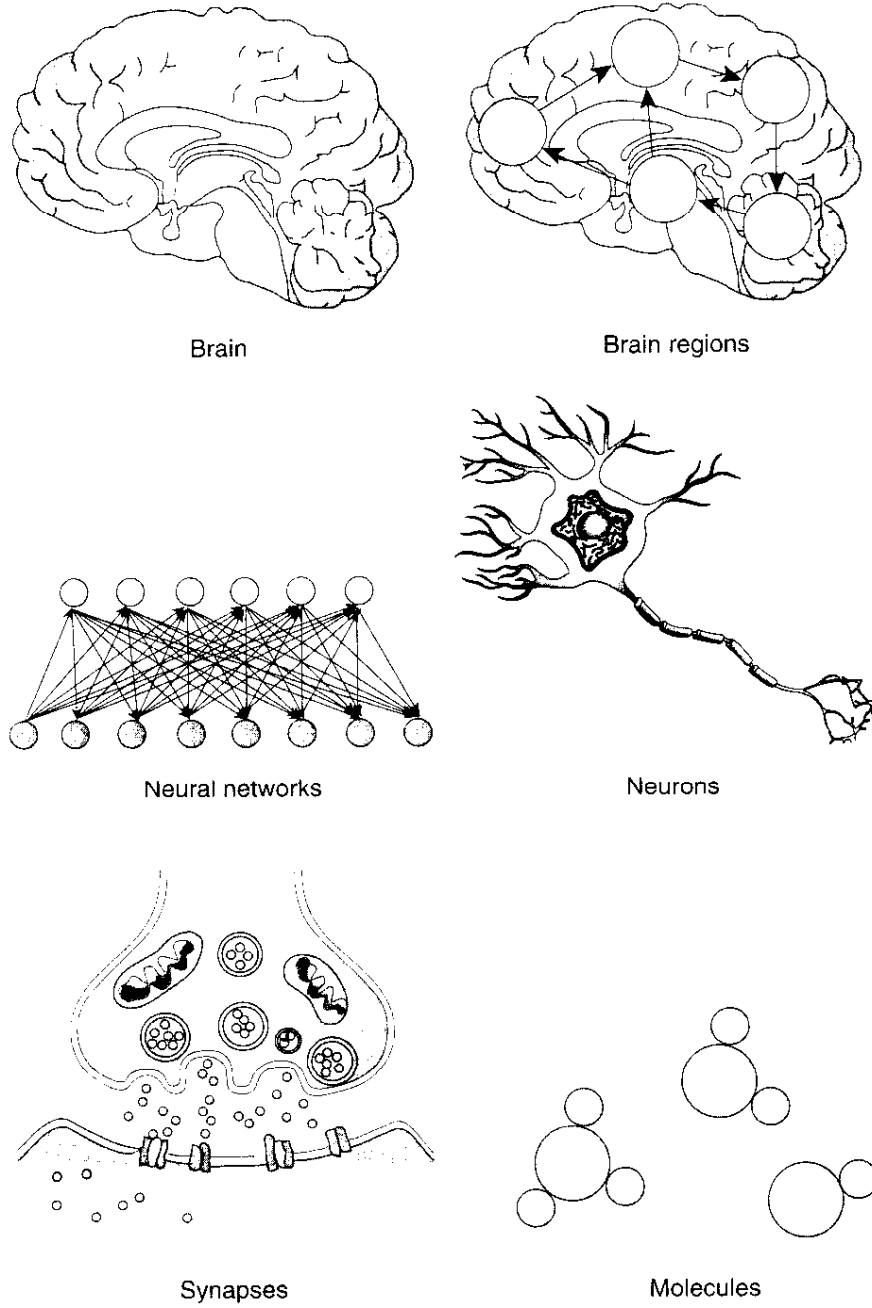 Brain
Brain regions
Neural networks
Neurons
Synapses
Molecules